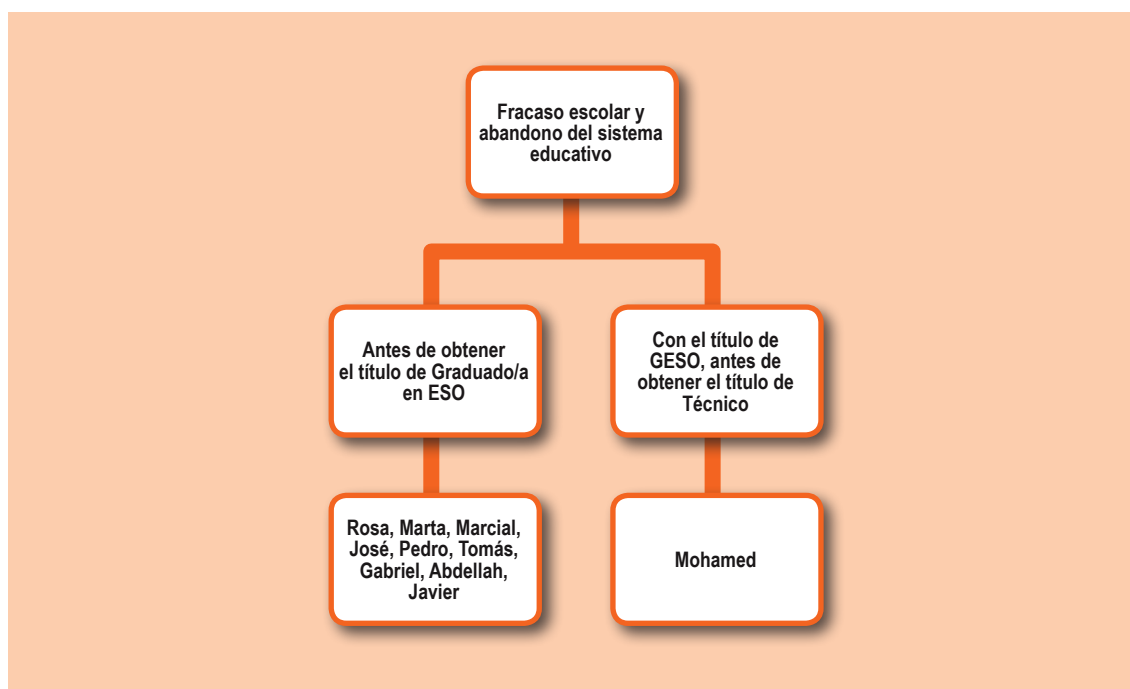 Fracaso escolar y
abandono del sistema
educativo
Antes de obtener
el título de Graduado/a
en ESO
Con el título de
GESO, antes de
obtener el título de
Técnico
Rosa, Marta, Marcial,
José, Pedro, Tomás,
Gabriel, Abdellah,
Javier
Mohamed